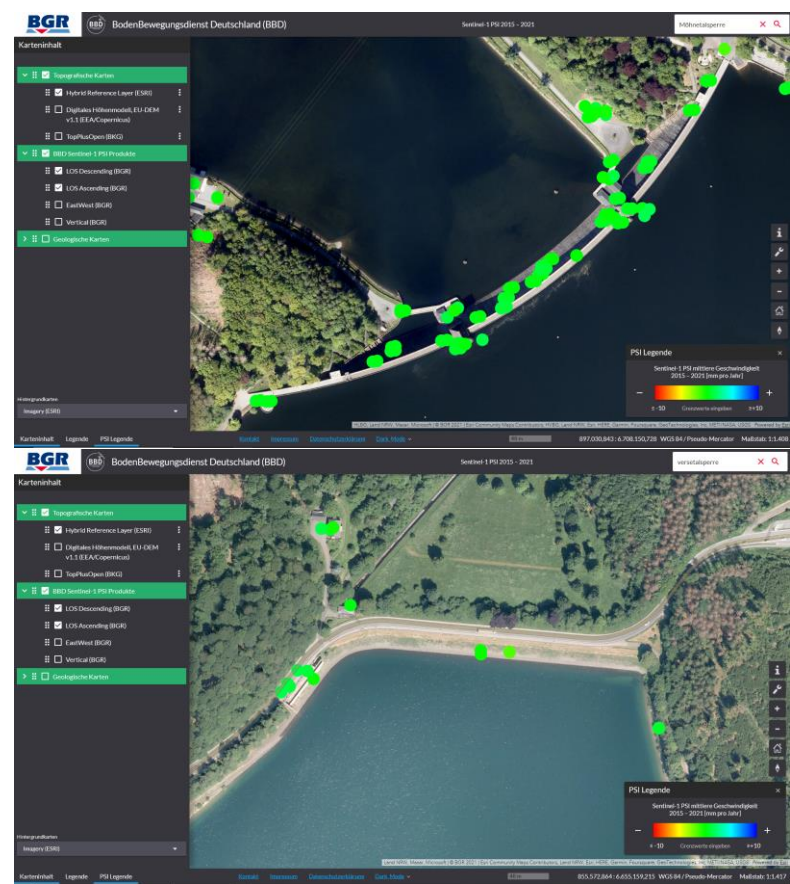 BGR BBD BodenBewegungsdienst Deutschland (BBD) Sentinel-1 PSI 2015 - 2021 Möhnetalsperre
Karteninhalt
Topografische Karten
Hybrid Reference Layer (ESRI)
Digitales Höhenmodell, EU-DEM
v1.1 (EEA/Copernicus)
TopPlusOpen (BKG)
BBD Sentinel-1 PSI Produkte
LOS Descending (BGR)
LOS Ascending (BGR)
EastWest (BGR)
Vertical (BGR)
Geologische Karten
PSI Legende
Sentinel-1 PSI mittlere Geschwindigkeit
2015 – 2021 [mm pro Jahr]
- +
≤ -10 Grenzwerte eingeben ≥+10
Hintergrundkarten
Imagery (ESRI)
Karteninhalt Legende PSI Legende Kontakt Impressum Datenschutzerklärung Dark Mode 897.030,843 : 6.708.150,728 WGS 84 / Pseudo-Mercator Maßstab: 1:1.408
BGR BBD BodenBewegungsdienst Deutschland (BBD) Sentinel-1 PSI 2015 - 2021 versetalsperre
Karteninhalt
Topografische Karten
Hybrid Reference Layer (ESRI)
Digitales Höhenmodell, EU-DEM
v1.1 (EEA/Copernicus)
TopPlusOpen (BKG)
BBD Sentinel-1 PSI Produkte
LOS Descending (BGR)
LOS Ascending (BGR)
EastWest (BGR)
Vertical (BGR)
Geologische Karten
PSI Legende
Sentinel-1 PSI mittlere Geschwindigkeit
2015 – 2021 [mm pro Jahr]
- +
≤ -10 Grenzwerte eingeben ≥+10
Hintergrundkarten
Imagery (ESRI)
Karteninhalt Legende PSI Legende Kontakt Impressum Datenschutzerklärung Dark Mode 855.572,864 : 6.655.159,215 WGS 84 / Pseudo-Mercator Maßstab: 1:1.417